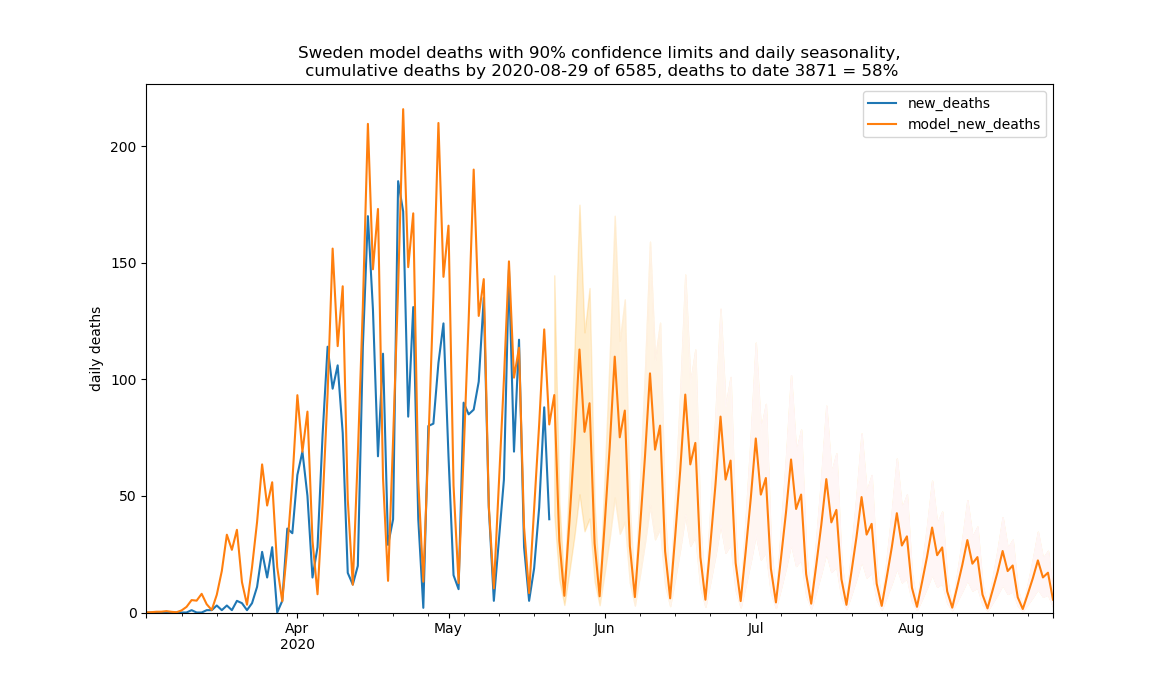 Sweden model deaths with 90% confidence limits and daily seasonality,
cumulative deaths by 2020-08-29 of 6585, deaths to date 3871 = 58%
new_deaths
model_new_deaths
daily deaths
200
150
100
50
0
Apr
2020
May
Jun
Jul
Aug